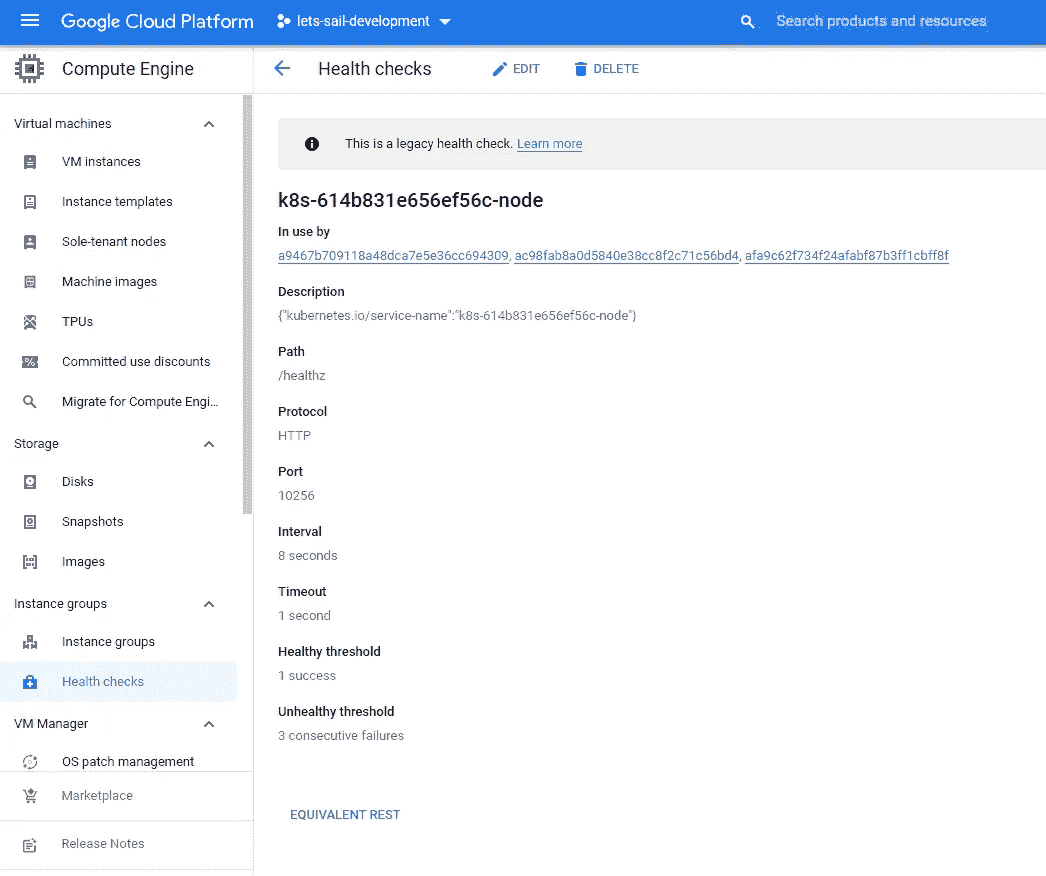 Google Cloud Platform
lets-sail-development
Search products and resources
Compute Engine
Health checks
EDIT
DELETE
Virtual machines
VM instances
Instance templates
Sole-tenant nodes
Machine images
TPUs
Committed use discounts
Migrate for Compute Engi...
Storage
Disks
Snapshots
Images
Instance groups
Instance groups
Health checks
VM Manager
OS patch management
Marketplace
Release Notes
This is a legacy health check. Learn more
k8s-614b831e656ef56c-node
In use by
a9467b709118a48dca7e5e36cc694309, ac98fab8a0d5840e38cc8f2c71c56bd4, afa9c62f734f24afabf87b3ff1cbff8f
Description
{"kubernetes.io/service-name":"k8s-614b831e656ef56c-node"}
Path
/healthz
Protocol
HTTP
Port
10256
Interval
8 seconds
Timeout
1 second
Healthy threshold
1 success
Unhealthy threshold
3 consecutive failures
EQUIVALENT REST